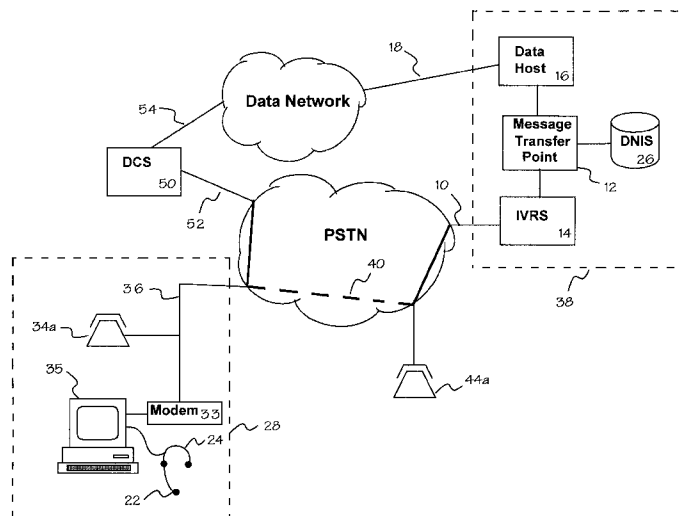 18
Data
Host
16
Data Network
54
Message
Transfer
Point
DNIS
26
DCS
50
12
10
52
IVRS
14
PSTN
36
40
38
34a
35
44a
Modem
33
28
24
22